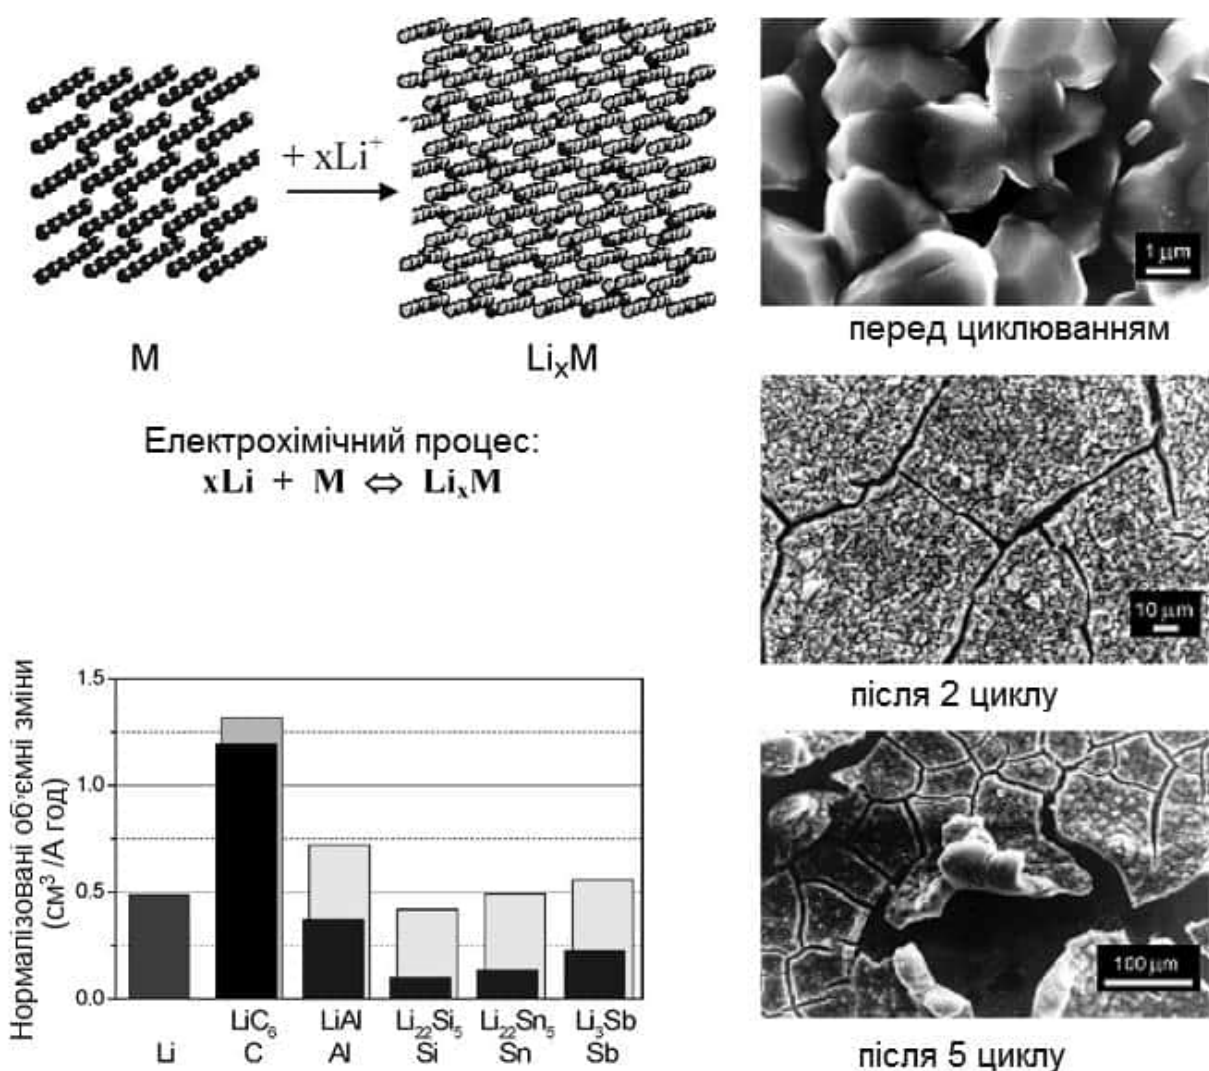 + xLi⁺
M
LiₓM
Електрохімічний процес:
xLi + M ⇔ LiₓM
1 μm
перед циклюванням
10 μm
після 2 циклу
100 μm
після 5 циклу
Нормалізовані об'ємні зміни
(см³/А год)
1.5
1.0
0.5
0.0
LiC₆ LiAl Li₂₂Si₅ Li₂₂Sn₅ Li₃Sb
Li C Al Si Sn Sb